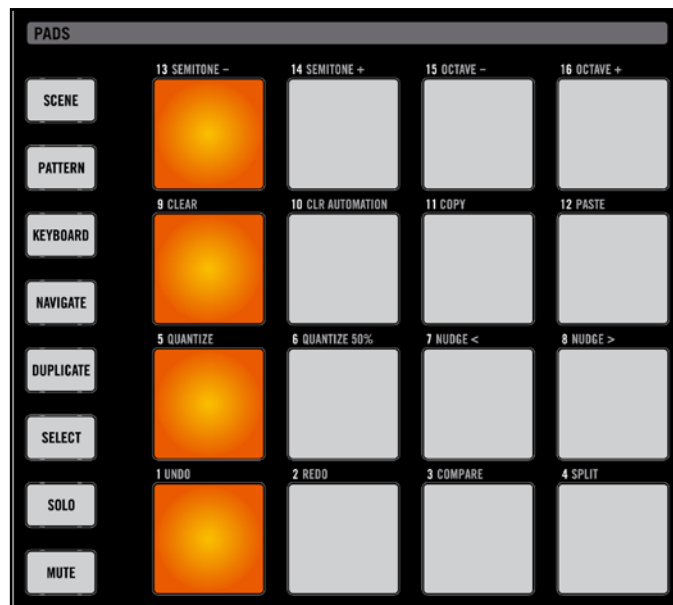 PADS
13 SEMITONE –
14 SEMITONE +
15 OCTAVE –
16 OCTAVE +
SCENE
PATTERN
9 CLEAR
10 CLR AUTOMATION
11 COPY
12 PASTE
KEYBOARD
NAVIGATE
5 QUANTIZE
6 QUANTIZE 50%
7 NUDGE <
8 NUDGE >
DUPLICATE
SELECT
1 UNDO
2 REDO
3 COMPARE
4 SPLIT
SOLO
MUTE